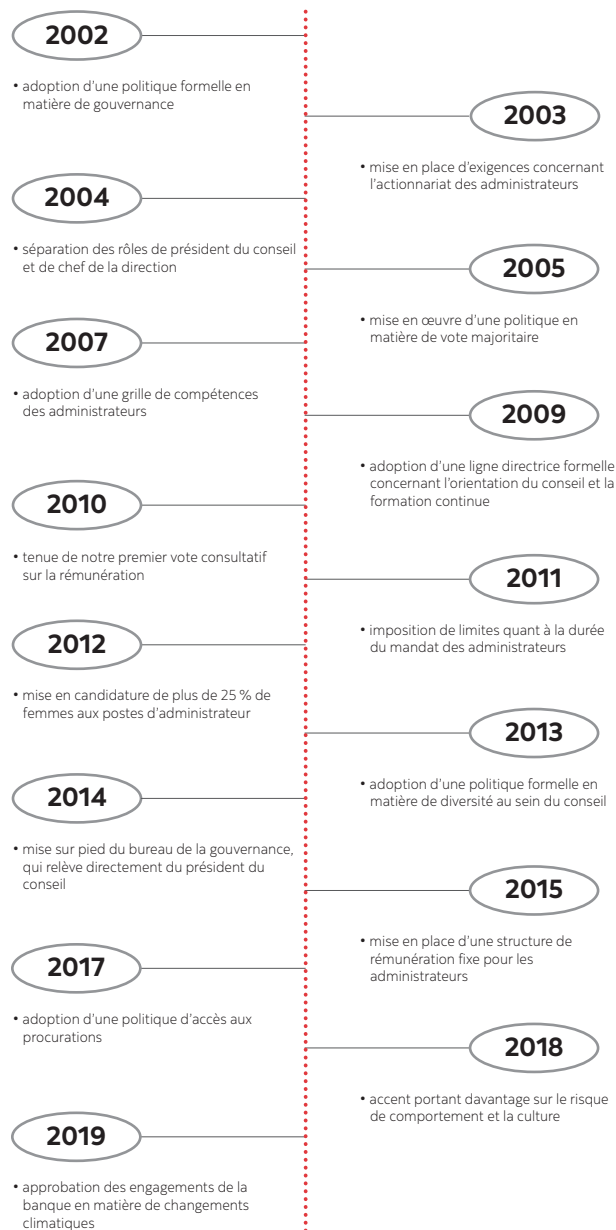 2002
• adoption d'une politique formelle en
matière de gouvernance
2003
• mise en place d'exigences concernant
l'actionnariat des administrateurs
2004
• séparation des rôles de président du conseil
et de chef de la direction
2005
• mise en œuvre d'une politique en
matière de vote majoritaire
2007
• adoption d'une grille de compétences
des administrateurs
2009
• adoption d'une ligne directrice formelle
concernant l'orientation du conseil et la
formation continue
2010
• tenue de notre premier vote consultatif
sur la rémunération
2011
• imposition de limites quant à la durée
du mandat des administrateurs
2012
• mise en candidature de plus de 25 % de
femmes aux postes d'administrateur
2013
• adoption d'une politique formelle en
matière de diversité au sein du conseil
2014
• mise sur pied du bureau de la gouvernance,
qui relève directement du président du
conseil
2015
• mise en place d'une structure de
rémunération fixe pour les
administrateurs
2017
• adoption d'une politique d'accès aux
procurations
2018
• accent portant davantage sur le risque
de comportement et la culture
2019
• approbation des engagements de la
banque en matière de changements
climatiques